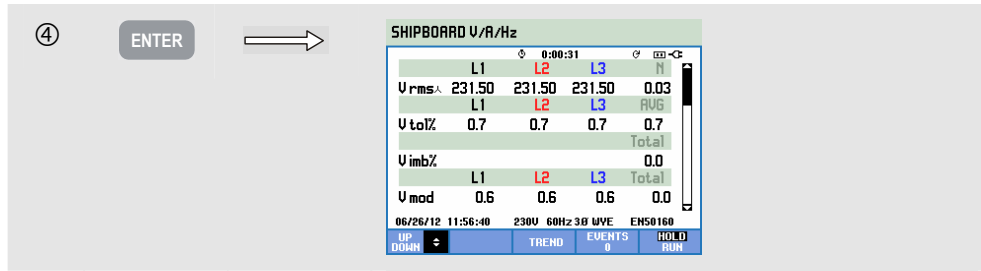 ④ ENTER
SHIPBOARD V/A/Hz
0:00:31
L1 L2 L3 N
Vrms⅄ 231.50 231.50 231.50 0.03
L1 L2 L3 AVG
Vtol% 0.7 0.7 0.7 0.7
Total
Vimb% 0.0
L1 L2 L3 Total
Vmod 0.6 0.6 0.6 0.0
06/26/12 11:56:40 230V 60Hz 3Ø WYE EN50160
UP DOWN TREND EVENTS 0 HOLD RUN